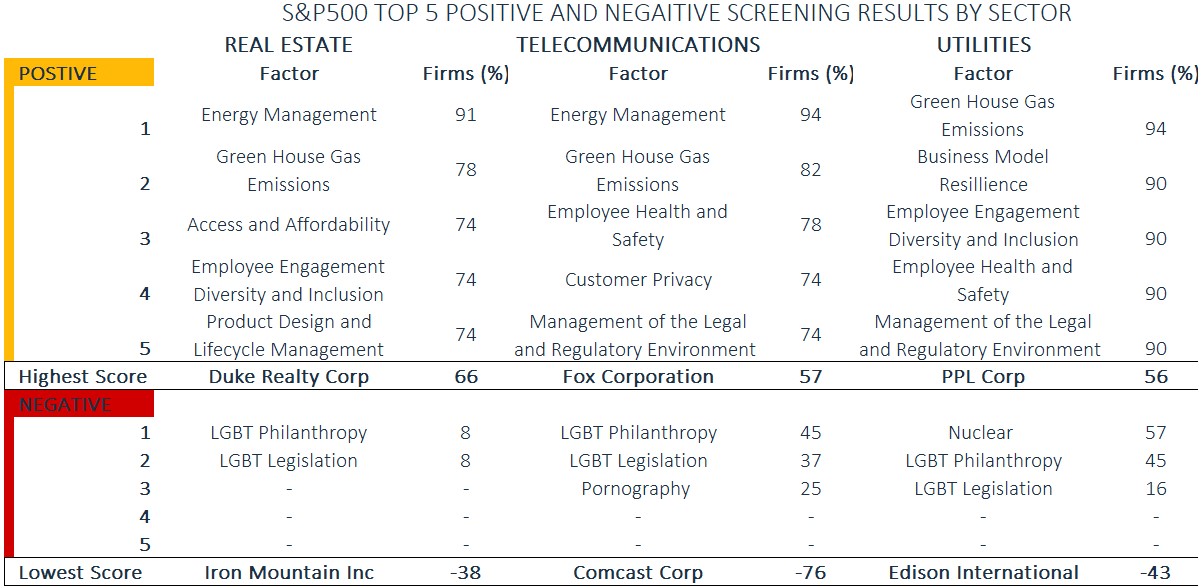 S&P500 TOP 5 POSITIVE AND NEGAITIVE SCREENING RESULTS BY SECTOR
REAL ESTATE TELECOMMUNICATIONS UTILITIES
POSTIVE Factor Firms (%) Factor Firms (%) Factor Firms (%)
1 Energy Management 91 Energy Management 94 Green House Gas
Emissions 94
2 Green House Gas
Emissions 78 Green House Gas
Emissions 82 Business Model
Resillience 90
3 Access and Affordability 74 Employee Health and
Safety 78 Employee Engagement
Diversity and Inclusion 90
4 Employee Engagement
Diversity and Inclusion 74 Customer Privacy 74 Employee Health and
Safety 90
5 Product Design and
Lifecycle Management 74 Management of the Legal
and Regulatory Environment 74 Management of the Legal
and Regulatory Environment 90
Highest Score Duke Realty Corp 66 Fox Corporation 57 PPL Corp 56
NEGATIVE
1 LGBT Philanthropy 8 LGBT Philanthropy 45 Nuclear 57
2 LGBT Legislation 8 LGBT Legislation 37 LGBT Philanthropy 45
3 - - Pornography 25 LGBT Legislation 16
4 - - - - - -
5 - - - - - -
Lowest Score Iron Mountain Inc -38 Comcast Corp -76 Edison International -43